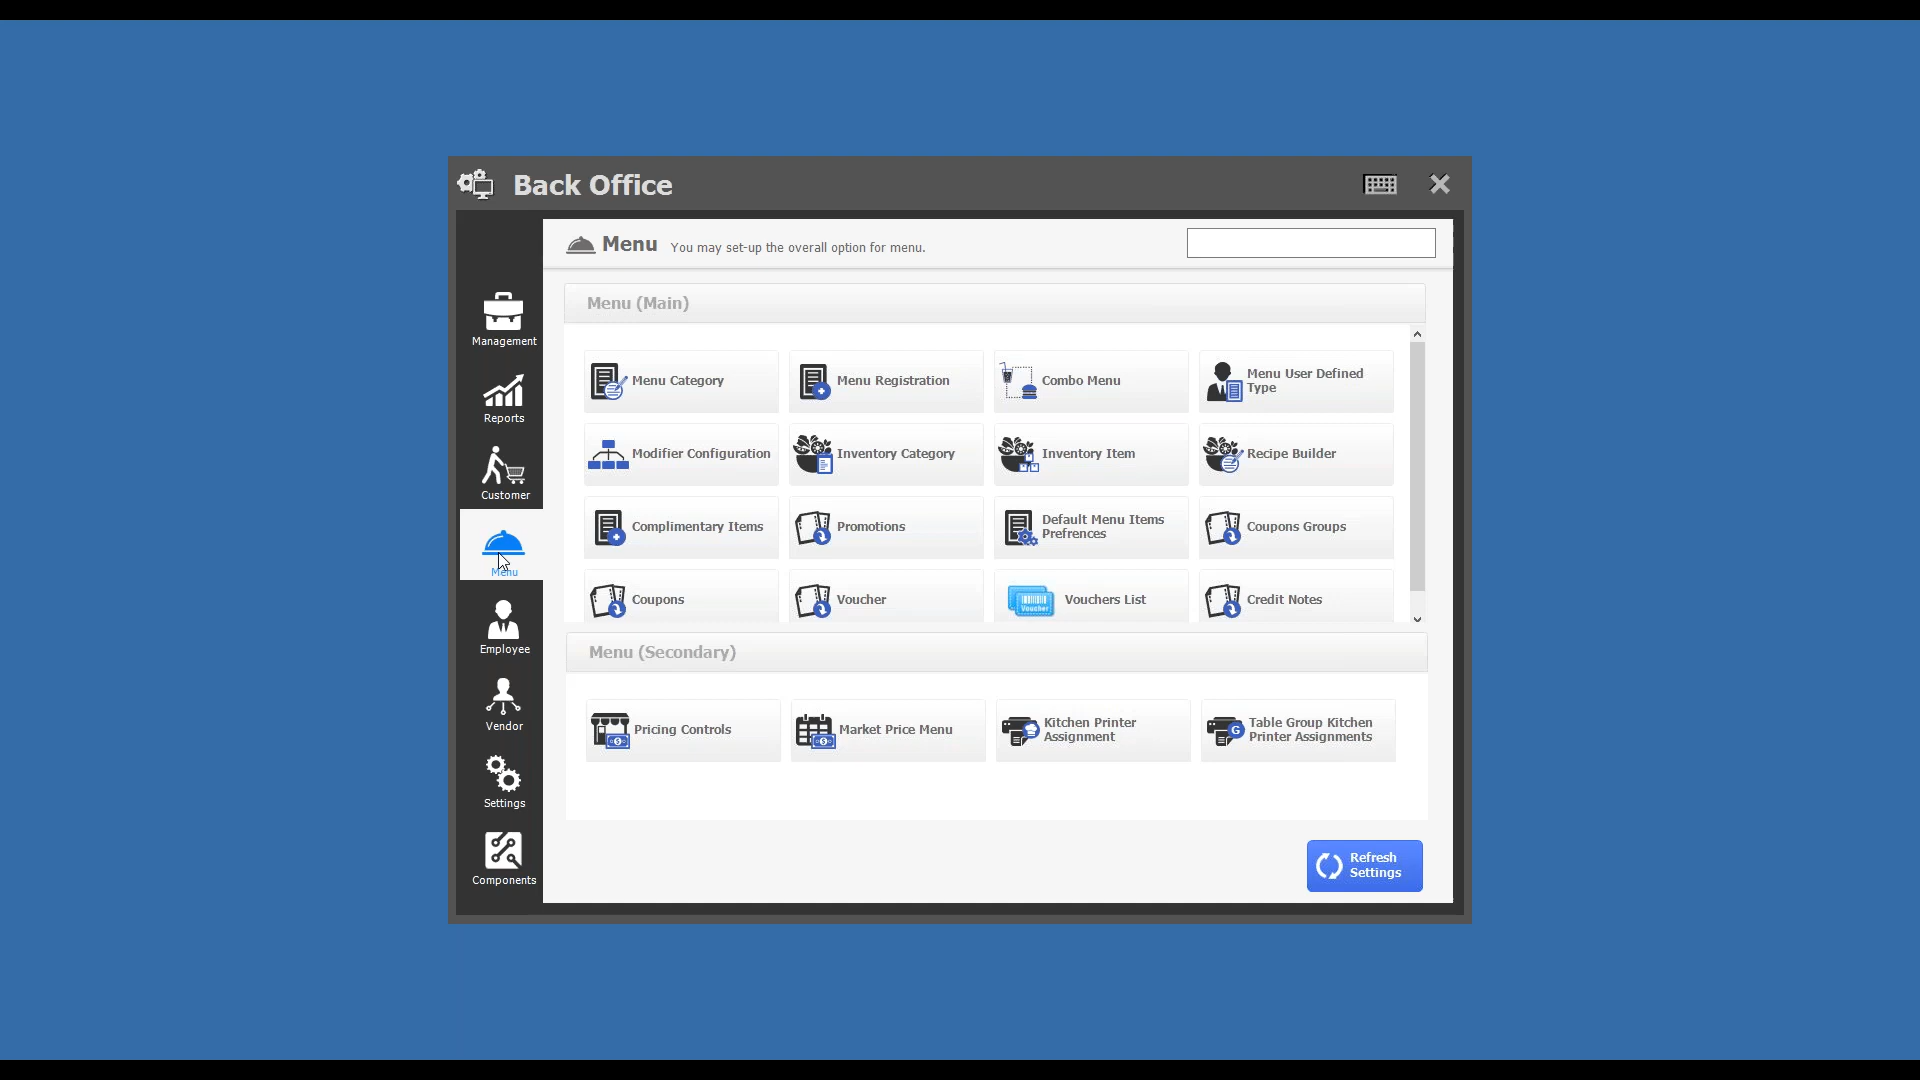 Back Office
Menu You may set-up the overall option for menu.
Management
Reports
Customer
Menu
Employee
Vendor
Settings
Components
Menu (Main)
Menu Category
Menu Registration
Combo Menu
Menu User Defined
Type
Modifier Configuration
Inventory Category
Inventory Item
Recipe Builder
Complimentary Items
Promotions
Default Menu Items
Prefrences
Coupons Groups
Coupons
Voucher
Voucher
Vouchers List
Credit Notes
Menu (Secondary)
Pricing Controls
Market Price Menu
Kitchen Printer
Assignment
G
Table Group Kitchen
Printer Assignments
Refresh
Settings